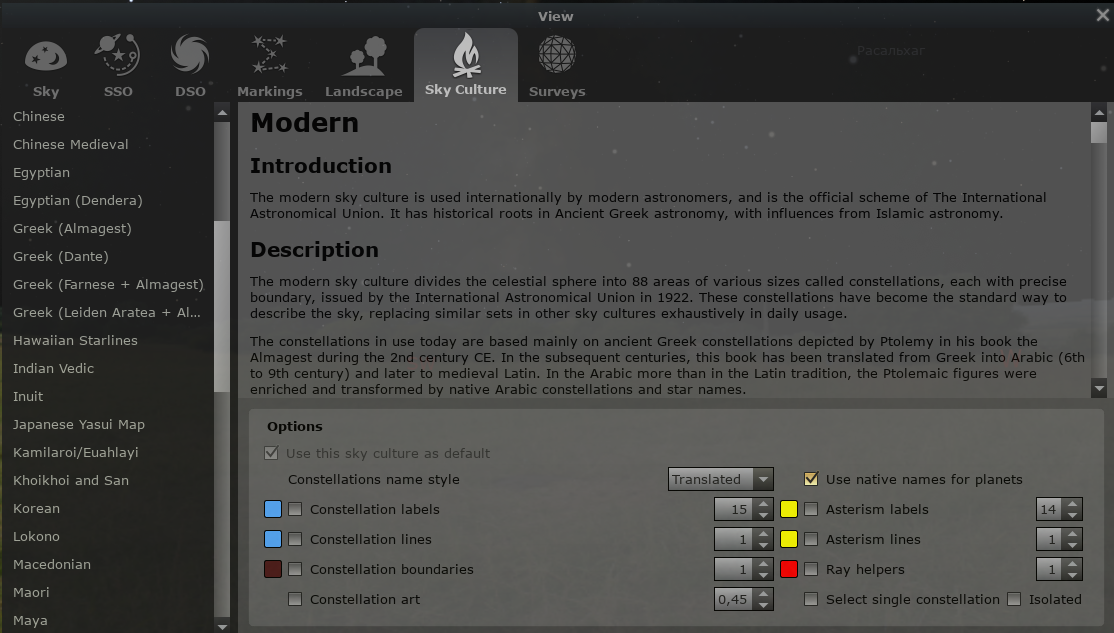 View
Расальхаг
Sky
SSO
DSO
Markings
Landscape
Sky Culture
Surveys
Chinese
Chinese Medieval
Egyptian
Egyptian (Dendera)
Greek (Almagest)
Greek (Dante)
Greek (Farnese + Almagest)
Greek (Leiden Aratea + Al...
Hawaiian Starlines
Indian Vedic
Inuit
Japanese Yasui Map
Kamilaroi/Euahlayi
Khoikhoi and San
Korean
Lokono
Macedonian
Maori
Maya
Modern
Introduction
The modern sky culture is used internationally by modern astronomers, and is the official scheme of The International
Astronomical Union. It has historical roots in Ancient Greek astronomy, with influences from Islamic astronomy.
Description
The modern sky culture divides the celestial sphere into 88 areas of various sizes called constellations, each with precise
boundary, issued by the International Astronomical Union in 1922. These constellations have become the standard way to
describe the sky, replacing similar sets in other sky cultures exhaustively in daily usage.
The constellations in use today are based mainly on ancient Greek constellations depicted by Ptolemy in his book the
Almagest during the 2nd century CE. In the subsequent centuries, this book has been translated from Greek into Arabic (6th
to 9th century) and later to medieval Latin. In the Arabic more than in the Latin tradition, the Ptolemaic figures were
enriched and transformed by native Arabic constellations and star names.
Options
Use this sky culture as default
Constellations name style Translated Use native names for planets
Constellation labels 15 Asterism labels 14
Constellation lines 1 Asterism lines 1
Constellation boundaries 1 Ray helpers 1
Constellation art 0,45 Select single constellation Isolated